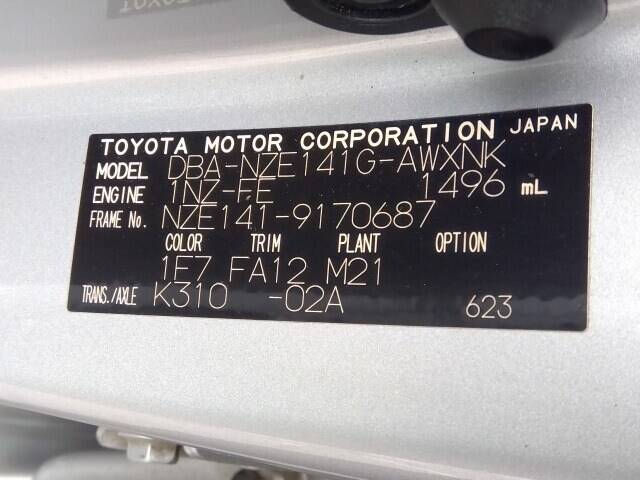 TOYOTA MOTOR CORPORATION JAPAN
MODEL DBA-NZE141G-AWXNK
ENGINE 1NZ-FE 1496 mL
FRAME No. NZE141-9170687
COLOR TRIM PLANT OPTION
1F7 FA12 M21
TRANS./AXLE K310 -02A
623